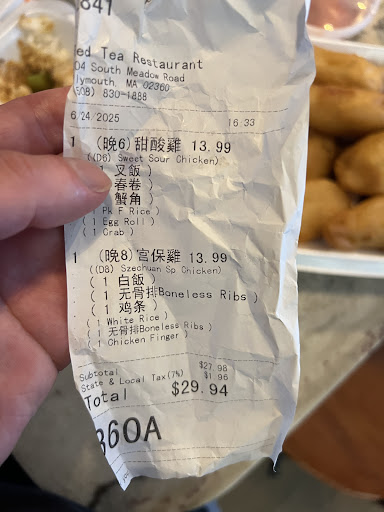 841
ed Tea Restaurant
04 South Meadow Road
lymouth, MA 02360
(508) 830-1888
6/24/2025 16:33
1 (晚6)甜酸雞 13.99
((D6) Sweet Sour Chicken)
( 1 叉飯 )
春卷 )
蟹角 )
Pk F Rice )
( 1 Egg Roll )
( 1 Crab )
1 (晚8)宮保雞 13.99
((D8) Szechuan Sp Chicken)
( 1 白飯 )
( 1 无骨排Boneless Ribs )
( 1 鸡条 )
( 1 White Rice )
( 1 无骨排Boneless Ribs )
( 1 Chicken Finger )
Subtotal $27.98
State & Local Tax(7%) $1.96
Total $29.94
360A